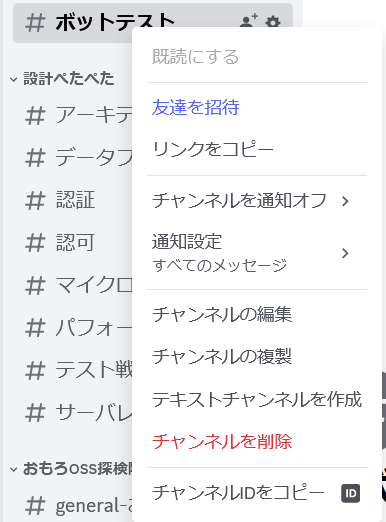 # ボットテスト
既読にする
友達を招待
リンクをコピー
チャンネルを通知オフ
通知設定
すべてのメッセージ
チャンネルの編集
チャンネルの複製
テキストチャンネルを作成
チャンネルを削除
チャンネルIDをコピー ID
設計ぺたぺた
# アーキテ
# データフ
# 認証
# 認可
# マイクロ
# パフォー
# テスト戦
# サーバレ
おもろOSS探検
# general-